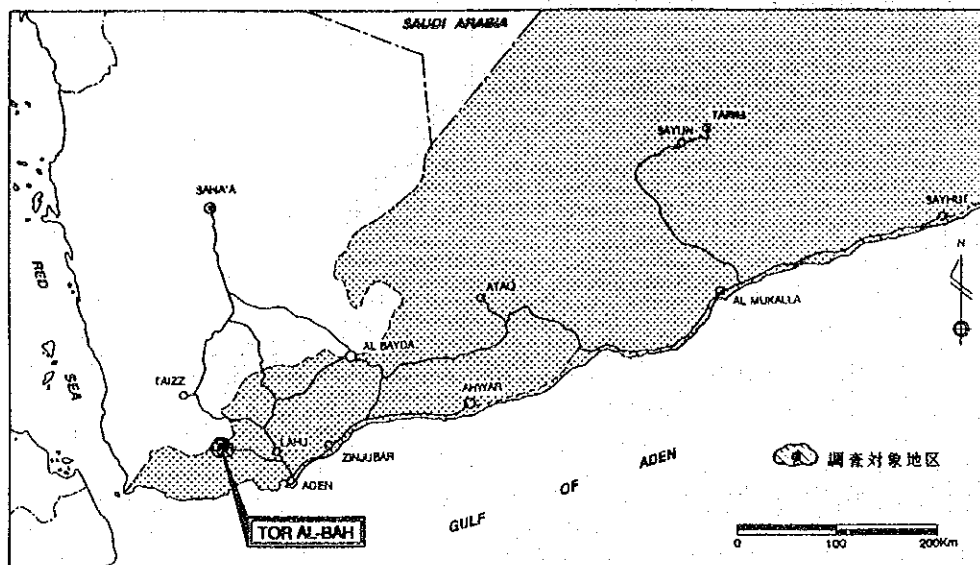 SAUDI ARABIA
TARIM
SAYUN
SAHA'A
SAYHUT
N
RED
SEA
ATAQ
AL MUKALLA
AL BAYDA
TAIZZ
AHWAR
LAHJ
ZINJUBAR
ADEN
GULF OF ADEN
調査対象地区
TOR AL-BAH
0 100 200Km